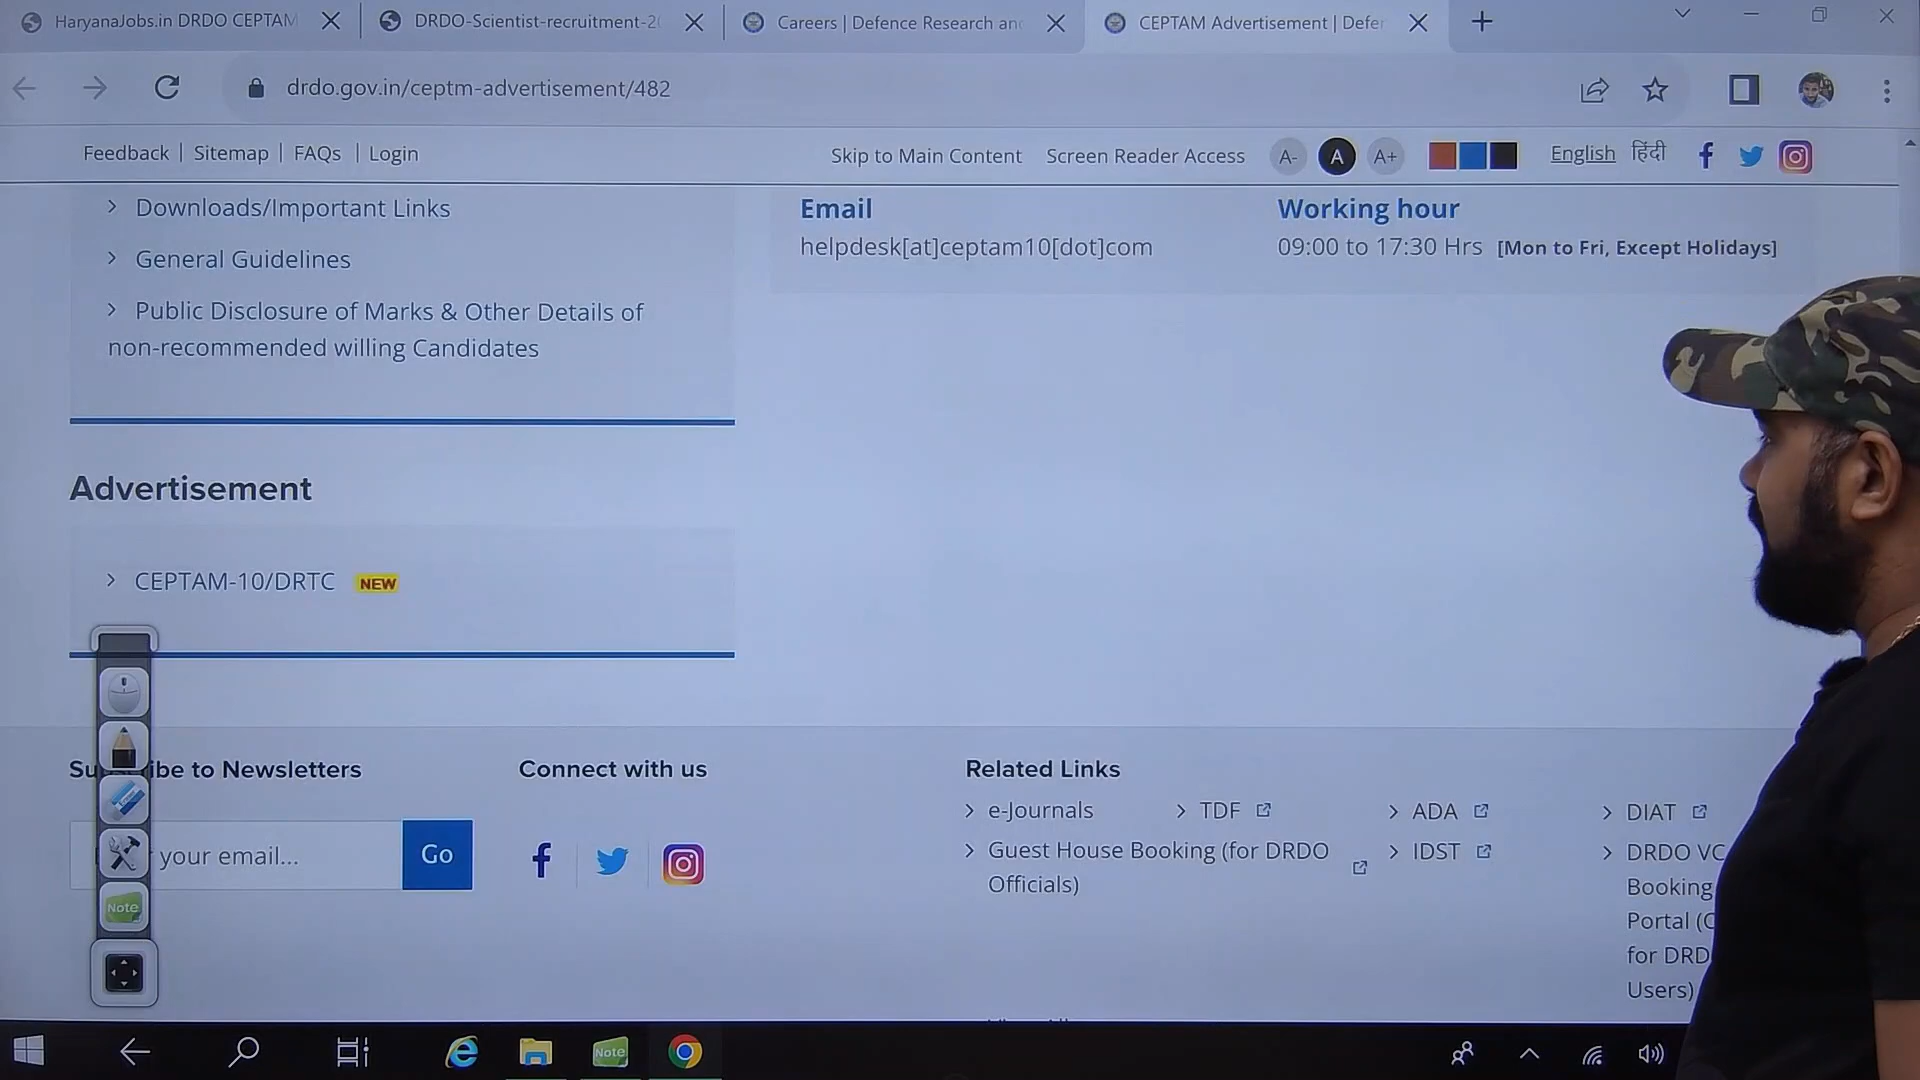 HaryanaJobs.in DRDO CEPTAM
DRDO-Scientist-recruitment-2
Careers | Defence Research an
CEPTAM Advertisement | Defe
drdo.gov.in/ceptm-advertisement/482
Feedback | Sitemap | FAQs | Login
Skip to Main Content Screen Reader Access A- A A+ English हिंदी
> Downloads/Important Links
> General Guidelines
> Public Disclosure of Marks & Other Details of
non-recommended willing Candidates
Email
helpdesk[at]ceptam10[dot]com
Working hour
09:00 to 17:30 Hrs [Mon to Fri, Except Holidays]
Advertisement
> CEPTAM-10/DRTC NEW
Su ibe to Newsletters
your email...
Go
Connect with us
Related Links
> e-Journals > TDF > ADA > DIAT
> Guest House Booking (for DRDO
Officials)
> IDST
> DRDO VC
Booking
Portal (
for DRD
Users)
Note
Note